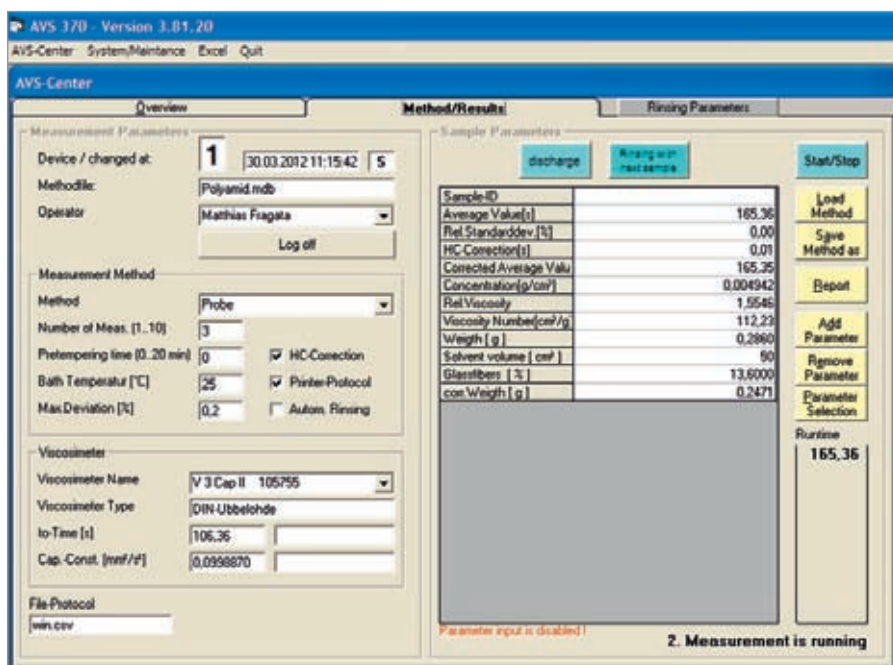 AVS 370 - Version 3.81.20
AVS-Center System/Maintance Excel Quit
AVS-Center
Overview Method/Results Rinsing Parameters
Measurement Parameters
Device / changed at: 1 30.03.2012 11:15:42 S
Methodfile: Polyamid.mdb
Operator Matthias Fragata
Log off
Measurement Method
Method Probe
Number of Meas. (1..10) 3
Pretempering time (0..20 min) 0 HC-Correction
Bath Temperatur [°C] 25 Printer-Protocol
Max.Deviation [%] 0,2 Autom. Rinsing
Viscosimeter
Viscosimeter Name V 3 Cap II 105755
Viscosimeter Type DIN-Ubbelohde
to-Time [s] 106,36
Cap.-Const. [mm²/s²] 0,0998870
File-Protocol
win.csv
Sample Parameters
discharge
Rinsing with
next sample
Start/Stop
Sample-ID
Average Value[s] 165,36
Rel.Standarddev.[%] 0,00
HC-Correction[s] 0,01
Corrected Average Valu 165,35
Concentration[g/cm³] 0,004942
Rel.Viscosity 1,5546
Viscosity Number[cm³/g 112,23
Weigth [ g ] 0,2860
Solvent volume [ cm³ ] 50
Glassfibers [ % ] 13,6000
corr.Weigth [ g ] 0,2471
Load
Method
Save
Method as
Report
Add
Parameter
Remove
Parameter
Parameter
Selection
Runtime
165,36
Parameter input is disabled !
2. Measurement is running